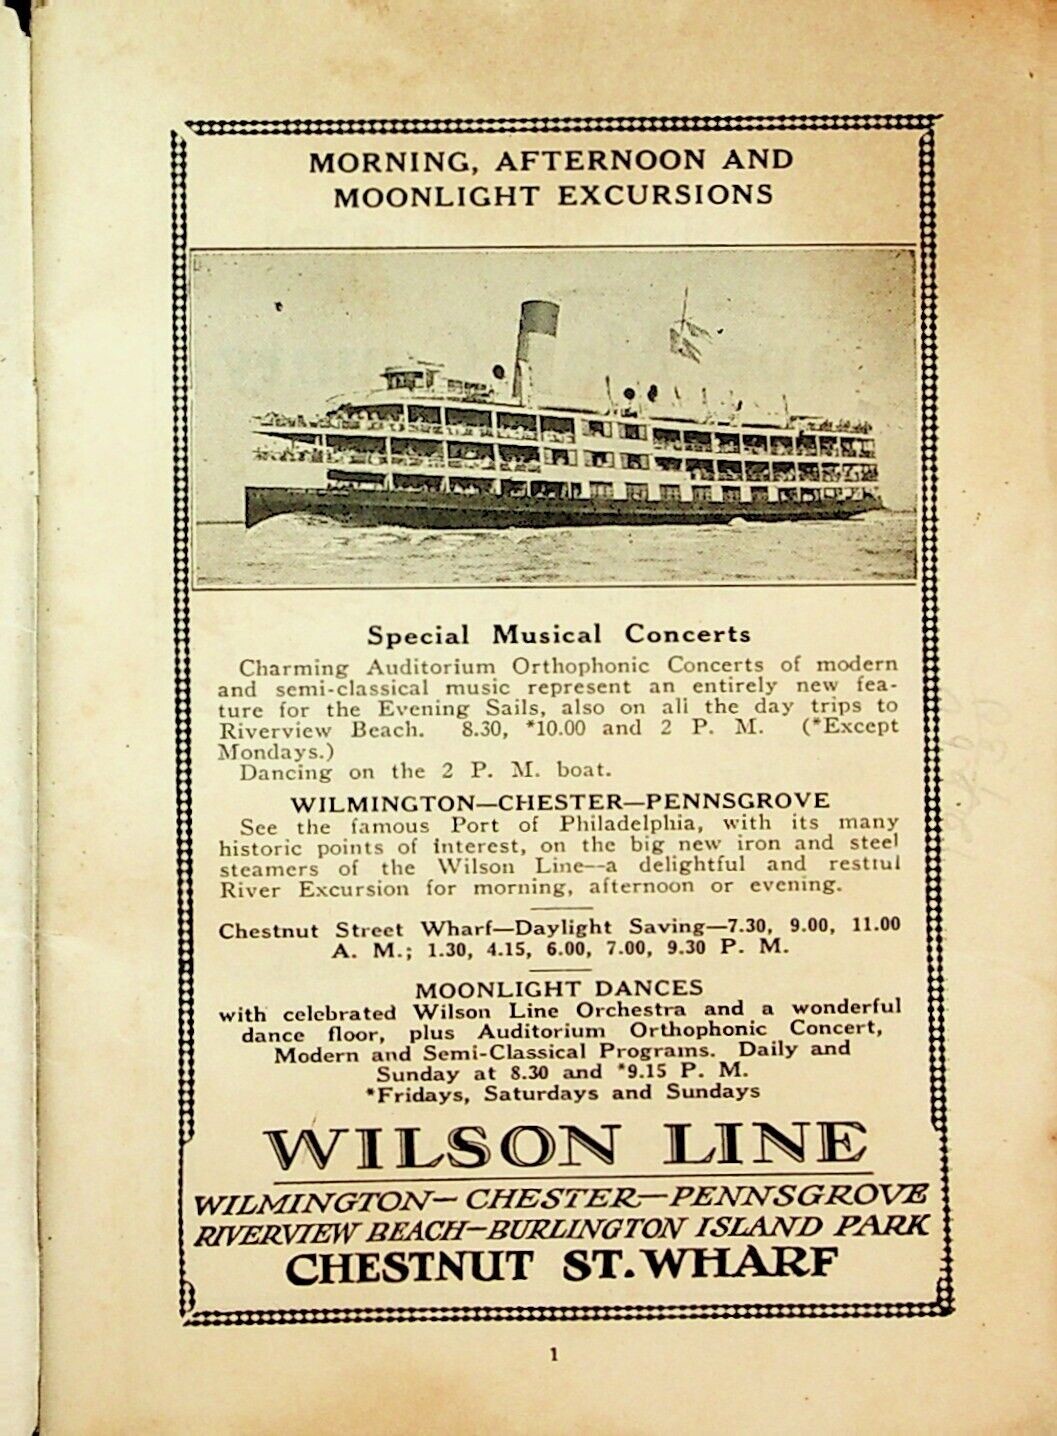 MORNING, AFTERNOON AND
MOONLIGHT EXCURSIONS
Special Musical Concerts
Charming Auditorium Orthophonic Concerts of modern
and semi-classical music represent an entirely new fea-
ture for the Evening Sails, also on all the day trips to
Riverview Beach. 8.30, *10.00 and 2 P. M. (*Except
Mondays.)
Dancing on the 2 P. M. boat.
WILMINGTON—CHESTER—PENNSGROVE
See the famous Port of Philadelphia, with its many
historic points of interest, on the big new iron and steel
steamers of the Wilson Line—a delightful and restful
River Excursion for morning, afternoon or evening.
Chestnut Street Wharf—Daylight Saving—7.30, 9.00, 11.00
A. M.; 1.30, 4.15, 6.00, 7.00, 9.30 P. M.
MOONLIGHT DANCES
with celebrated Wilson Line Orchestra and a wonderful
dance floor, plus Auditorium Orthophonic Concert,
Modern and Semi-Classical Programs. Daily and
Sunday at 8.30 and *9.15 P. M.
*Fridays, Saturdays and Sundays
WILSON LINE
WILMINGTON—CHESTER—PENNSGROVE
RIVERVIEW BEACH—BURLINGTON ISLAND PARK
CHESTNUT ST. WHARF
1